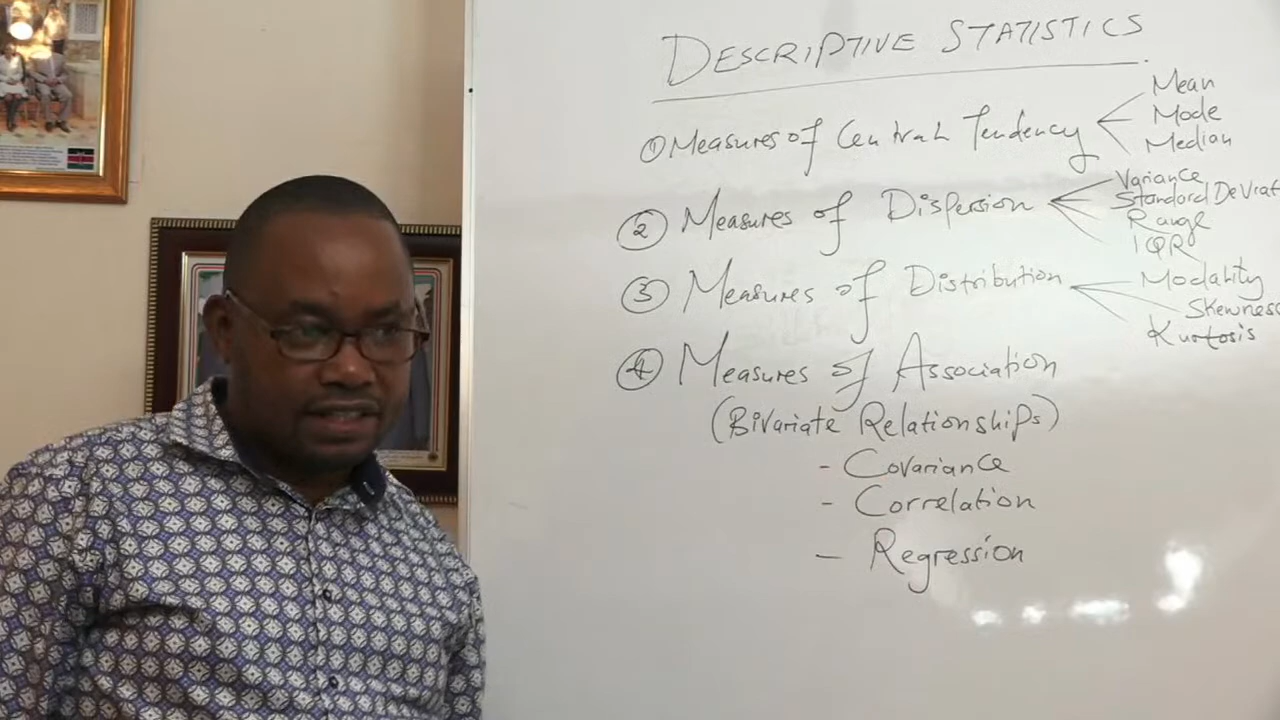 DESCRIPTIVE STATISTICS
① Measures of Central Tendency
Mean
Mode
Median
② Measures of Dispersion
Variance
Standard Deviat
Range
IQR
③ Measures of Distribution
Modality
Skewness
Kurtosis
④ Measures of Association
(Bivariate Relationships)
- Covariance
- Correlation
- Regression